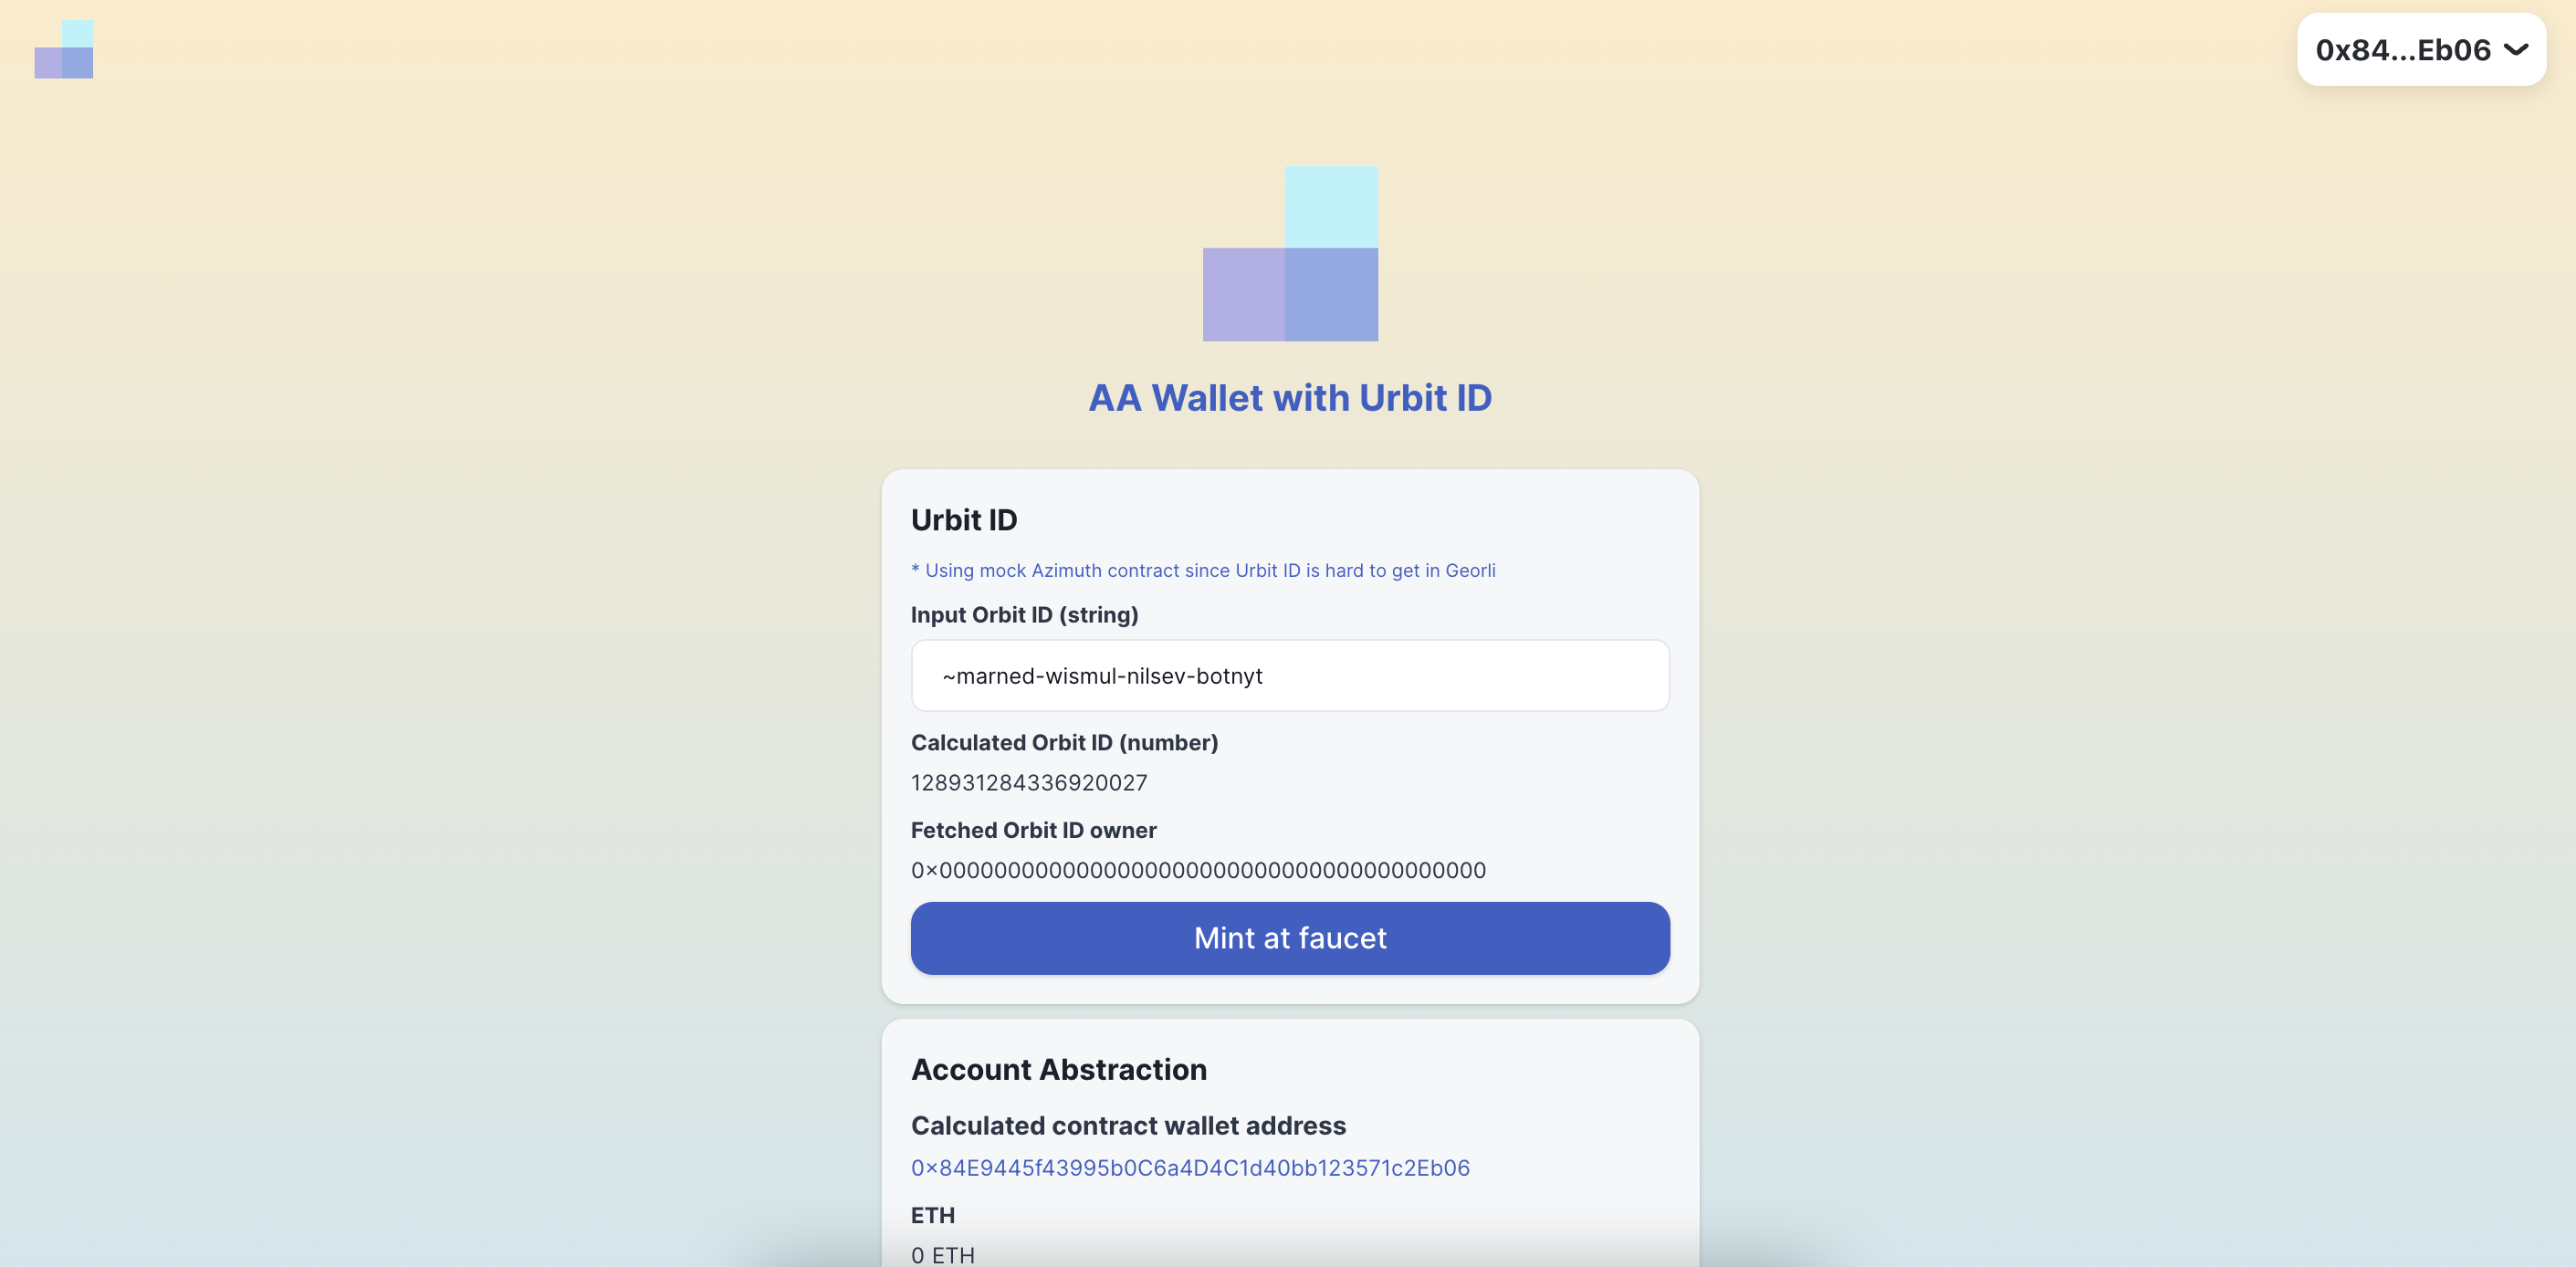 0x84...Eb06
AA Wallet with Urbit ID
Urbit ID
* Using mock Azimuth contract since Urbit ID is hard to get in Georli
Input Orbit ID (string)
~marned-wismul-nilsev-botnyt
Calculated Orbit ID (number)
128931284336920027
Fetched Orbit ID owner
0x0000000000000000000000000000000000000000
Mint at faucet
Account Abstraction
Calculated contract wallet address
0x84E9445f43995b0C6a4D4C1d40bb123571c2Eb06
ETH
0 ETH